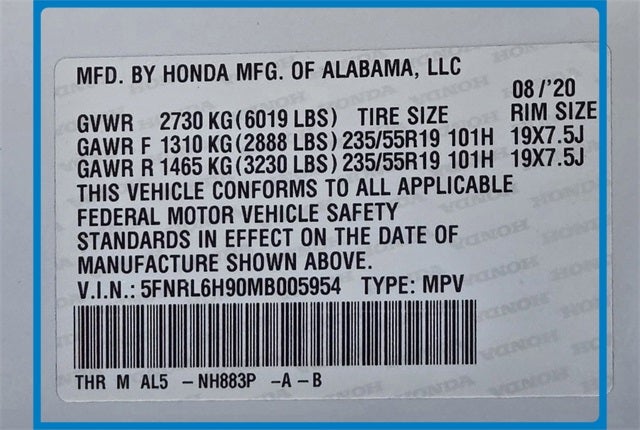 MFD. BY HONDA MFG. OF ALABAMA, LLC
08/'20
GVWR 2730 KG(6019 LBS) TIRE SIZE RIM SIZE
GAWR F 1310 KG(2888 LBS) 235/55R19 101H 19X7.5J
GAWR R 1465 KG(3230 LBS) 235/55R19 101H 19X7.5J
THIS VEHICLE CONFORMS TO ALL APPLICABLE
FEDERAL MOTOR VEHICLE SAFETY
STANDARDS IN EFFECT ON THE DATE OF
MANUFACTURE SHOWN ABOVE.
V.I.N.: 5FNRL6H90MB005954 TYPE: MPV
THR M AL5 -NH883P -A-B